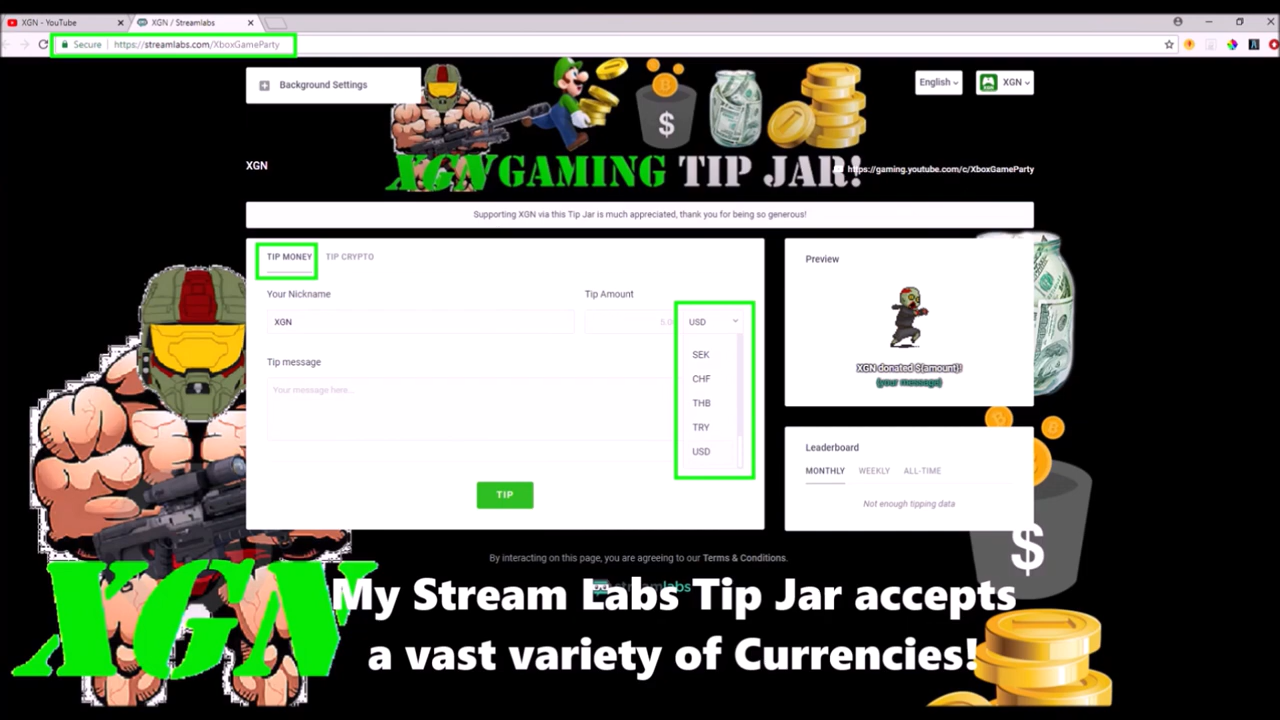 XGN - YouTube
XGN / Streamlabs
Secure
https://streamlabs.com/XboxGameParty
Background Settings
English
XGN
$
XGN
XGN GAMING TIP JAR!
https://gaming.youtube.com/c/XboxGameParty
Supporting XGN via this Tip Jar is much appreciated, thank you for being so generous!
TIP MONEY
TIP CRYPTO
Your Nickname
Tip Amount
XGN
5.0
USD
SEK
CHF
THB
TRY
USD
Tip message
Your message here...
TIP
Preview
XGN donated ${amount}!
{your message}
Leaderboard
MONTHLY
WEEKLY
ALL-TIME
Not enough tipping data
$
By interacting on this page, you are agreeing to our Terms & Conditions.
streamlabs
XGN
My Stream Labs Tip Jar accepts
a vast variety of Currencies!